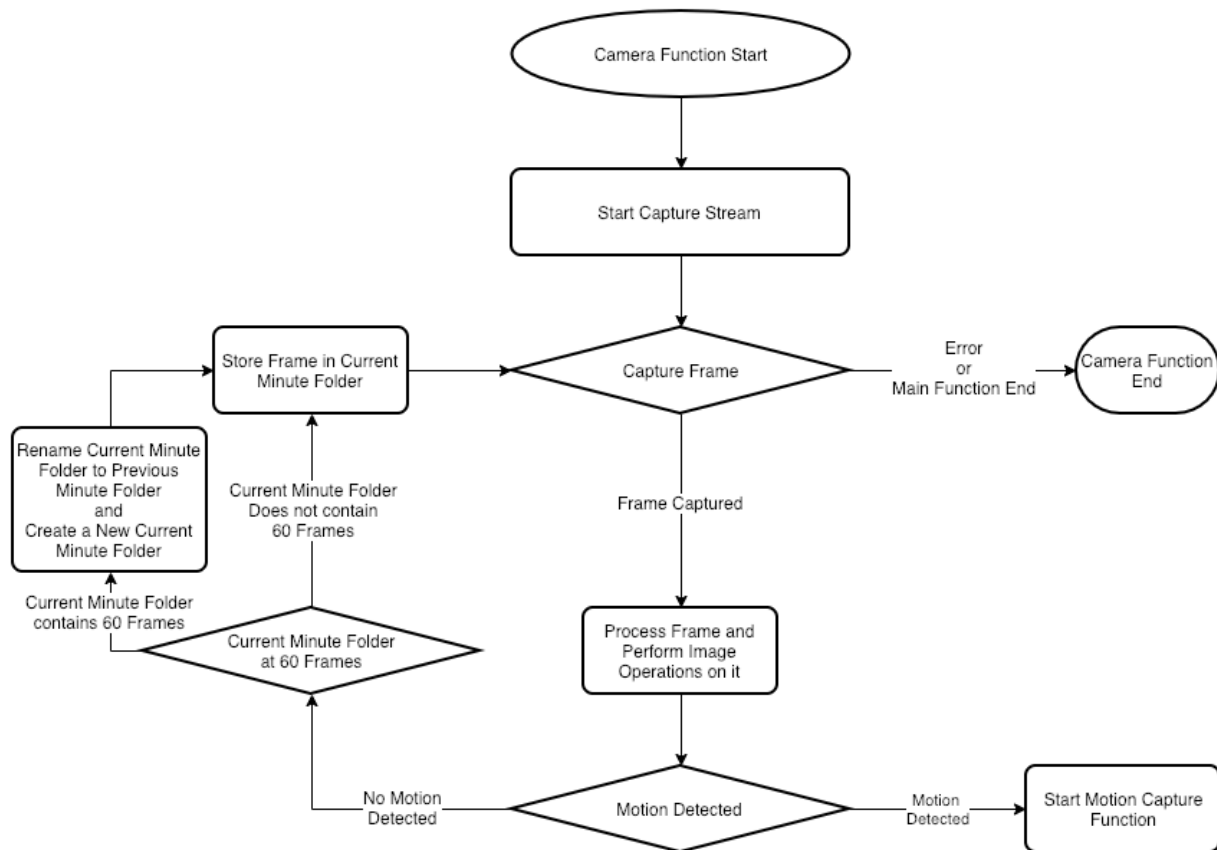 Camera Function Start
Start Capture Stream
Store Frame in Current
Minute Folder
Capture Frame
Error
or
Main Function End
Camera Function
End
Rename Current Minute
Folder to Previous
Minute Folder
and
Create a New Current
Minute Folder
Current Minute Folder
Does not contain
60 Frames
Frame Captured
Current Minute Folder
contains 60 Frames
Current Minute Folder
at 60 Frames
Process Frame and
Perform Image
Operations on it
No Motion
Detected
Motion Detected
Motion
Detected
Start Motion Capture
Function